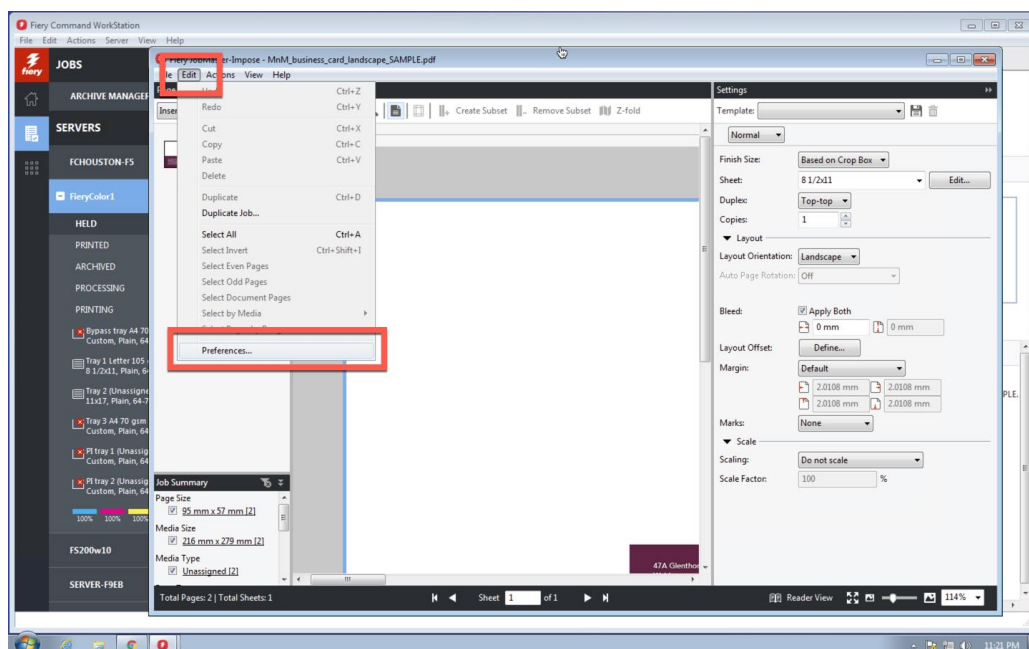 Fiery Command WorkStation
File Edit Actions Server View Help
fiery
JOBS
ARCHIVE MANAGER
SERVERS
FCHOUSTON-F5
FieryColor1
HELD
PRINTED
ARCHIVED
PROCESSING
PRINTING
Bypass tray A4 70
Custom, Plain, 64
Tray 1 Letter 105
8 1/2x11, Plain, 6
Tray 2 (Unassigne
11x17, Plain, 64-7
Tray 3 A4 70 gsm
Custom, Plain, 64
PI tray 1 (Unassig
Custom, Plain, 64
PI tray 2 (Unassig
Custom, Plain, 64
100% 100% 100%
FS200w10
SERVER-F9EB
Fiery JobMaster-Impose - MnM_business_card_landscape_SAMPLE.pdf
Edit Actions View Help
Ctrl+Z
Redo Ctrl+Y
Cut Ctrl+X
Copy Ctrl+C
Paste Ctrl+V
Delete
Duplicate Ctrl+D
Duplicate Job...
Select All Ctrl+A
Select Invert Ctrl+Shift+I
Select Even Pages
Select Odd Pages
Select Document Pages
Select by Media
Preferences...
Create Subset Remove Subset Z-fold
Job Summary
Page Size
95 mm x 57 mm [2]
Media Size
216 mm x 279 mm [2]
Media Type
Unassigned [2]
47A Glenthor
Total Pages: 2 | Total Sheets: 1
Sheet 1 of 1
Reader View
114%
Settings
Template:
Normal
Finish Size: Based on Crop Box
Sheet: 8 1/2x11 Edit...
Duplex: Top-top
Copies: 1
Layout
Layout Orientation: Landscape
Auto Page Rotation: Off
Bleed: Apply Both
0 mm 0 mm
Layout Offset: Define...
Margin: Default
2.0108 mm 2.0108 mm
2.0108 mm 2.0108 mm
Marks: None
Scale
Scaling: Do not scale
Scale Factor: 100 %
PLE.
11:21 PM